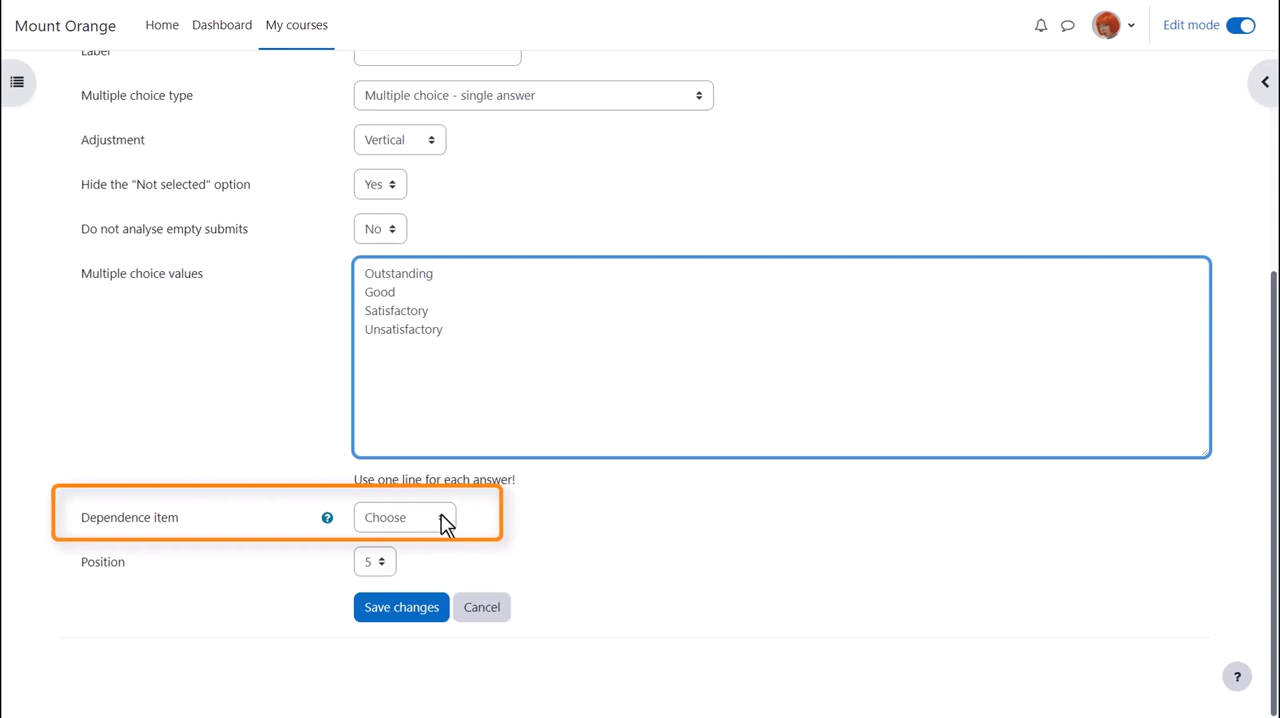 Mount Orange
Home
Dashboard
My courses
Edit mode
Label
Multiple choice type
Multiple choice - single answer
Adjustment
Vertical
Hide the "Not selected" option
Yes
Do not analyse empty submits
No
Multiple choice values
Outstanding
Good
Satisfactory
Unsatisfactory
Use one line for each answer!
Dependence item
?
Choose
Position
5
Save changes
Cancel
?